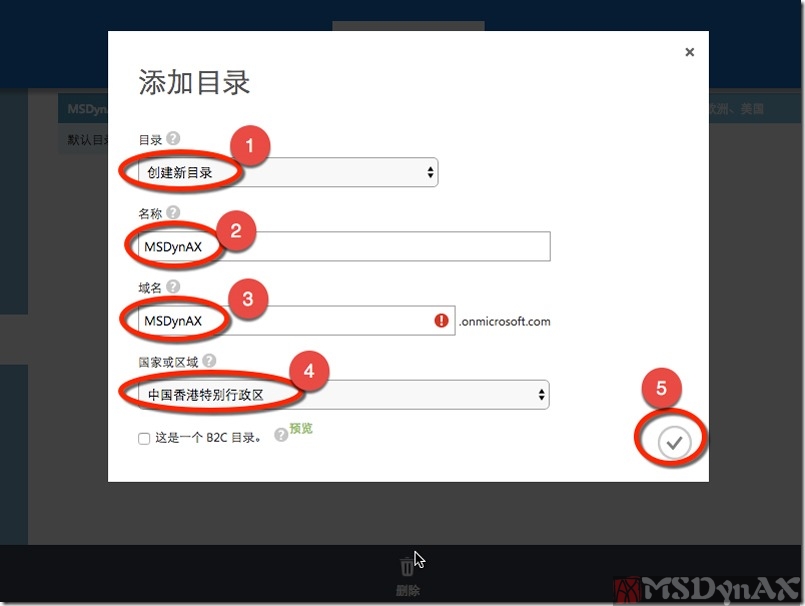 ×
添加目录
目录 ?
1
创建新目录
名称 ?
2
MSDynAX
域名 ?
3
MSDynAX ! .onmicrosoft.com
国家或区域 ?
4
中国香港特别行政区
5
这是一个 B2C 目录。 ? 预览
MSDyn
欧洲、美国
默认目录
删除
MSDynAX